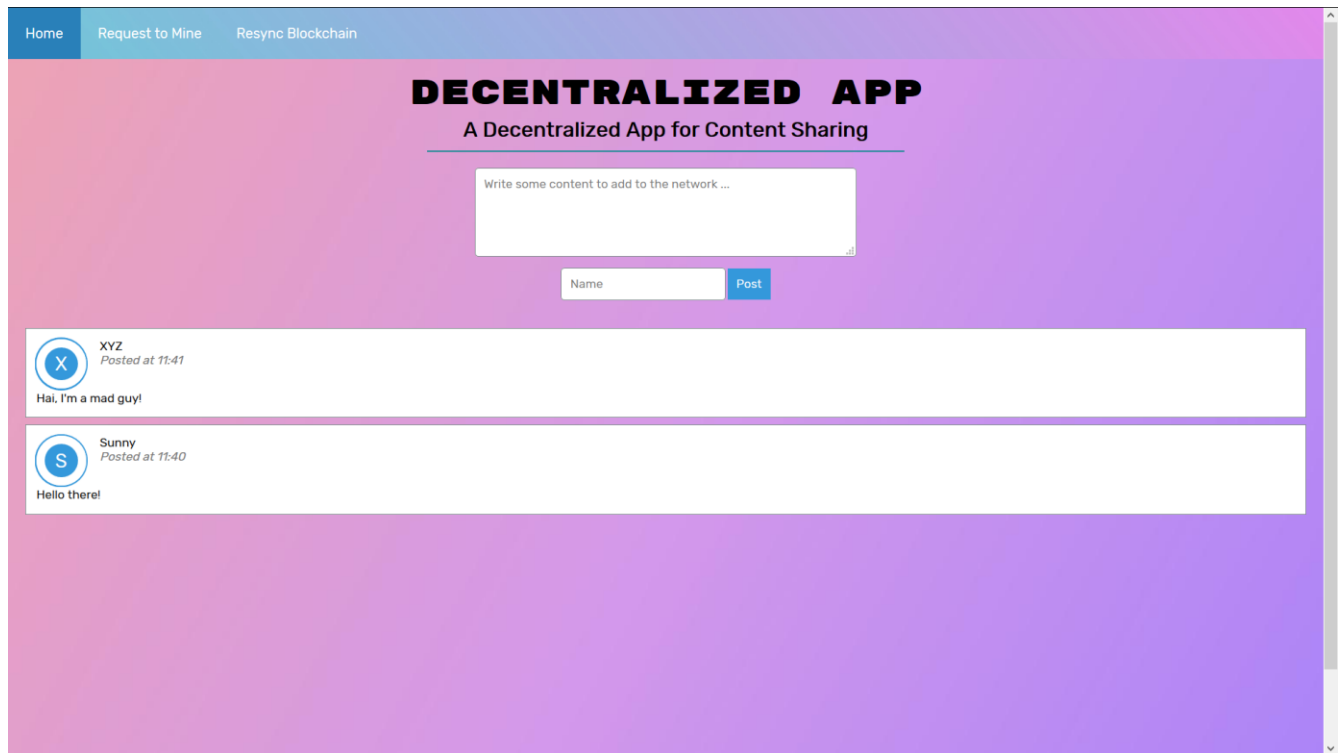 Home Request to Mine Resync Blockchain
DECENTRALIZED APP
A Decentralized App for Content Sharing
Write some content to add to the network ...
Name Post
X XYZ
Posted at 11:41
Hai, I'm a mad guy!
S Sunny
Posted at 11:40
Hello there!